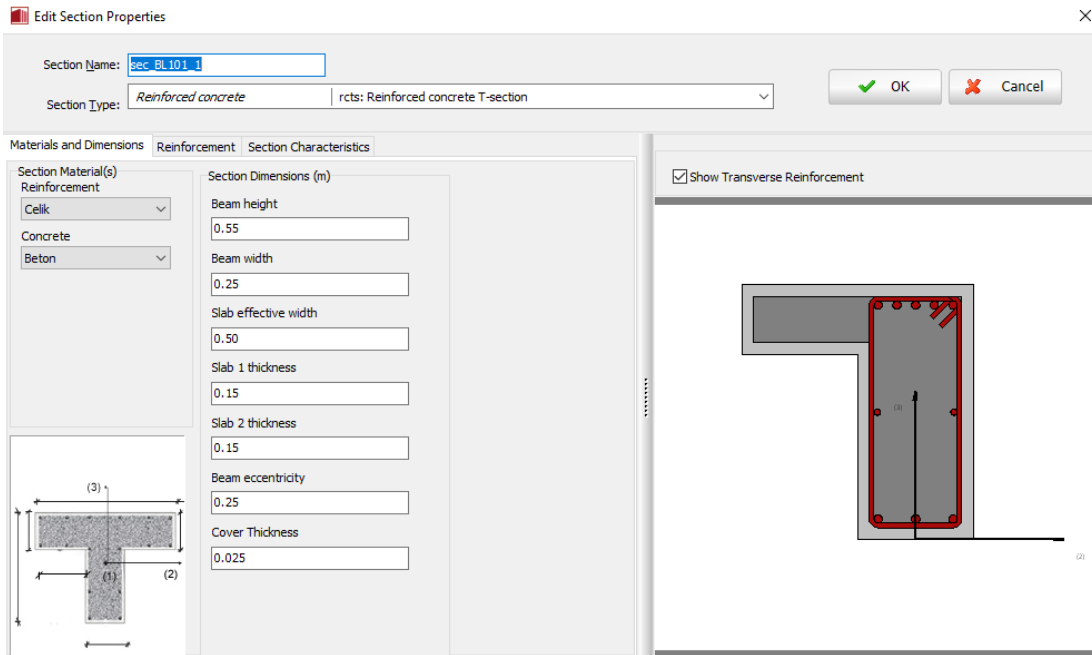 Edit Section Properties
Section Name: sec_BL101_1
Section Type: Reinforced concrete rcts: Reinforced concrete T-section
OK Cancel
Materials and Dimensions Reinforcement Section Characteristics
Section Material(s)
Reinforcement
Celik
Concrete
Beton
Section Dimensions (m)
Beam height
0.55
Beam width
0.25
Slab effective width
0.50
Slab 1 thickness
0.15
Slab 2 thickness
0.15
Beam eccentricity
0.25
Cover Thickness
0.025
(3)
(1)
(2)
Show Transverse Reinforcement
(3)
(2)